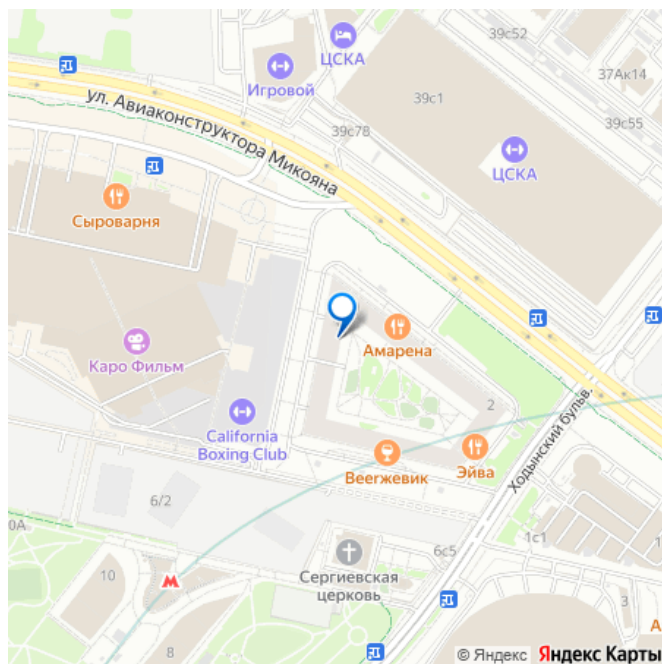 39с52
ЦСКА
Игровой
37Ак14
39с1
ул. Авиаконструктора Микояна
39с78
39с55
ЦСКА
Сыроварня
Амарена
Каро Фильм
2
California
Boxing Club
Beerжевик
Эйва
Ходынский бульв.
6/2
0А
1с1
6с5
Сергиевская
церковь
10
3
8
А
© Яндекс Яндекс Карты